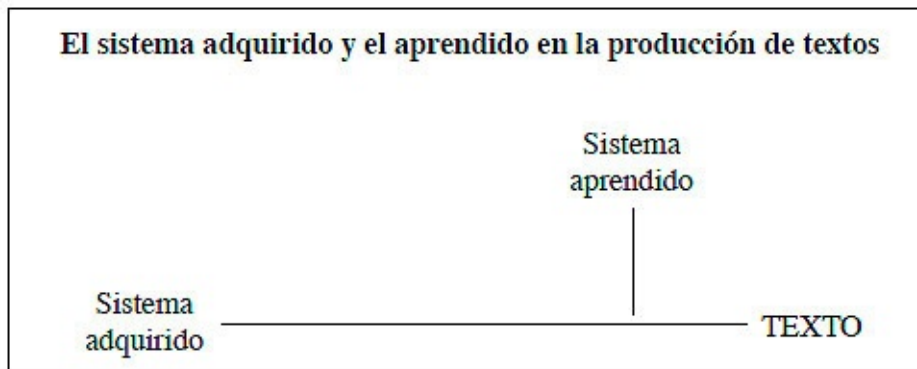 El sistema adquirido y el aprendido en la producción de textos
Sistema
aprendido
Sistema
adquirido
TEXTO